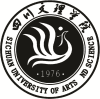 四川文理学院
SICHUAN UNIVERSITY OF ARTS AND SCIENCE
·1976·